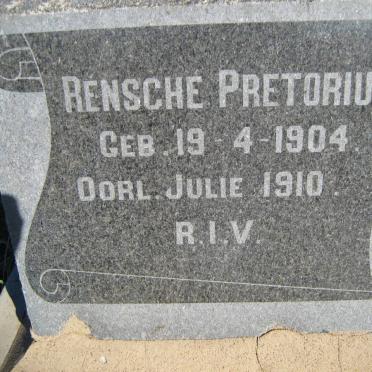 RENSCHE PRETORIU
GEB. 19-4-1904.
OORL. JULIE 1910.
R.I.V.